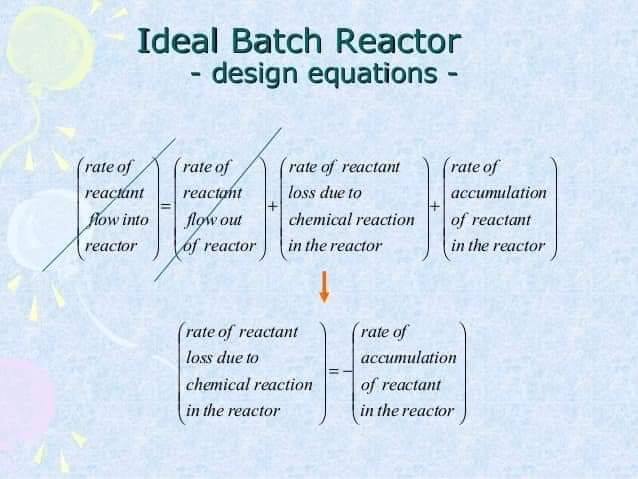 Ideal Batch Reactor
- design equations -
rate of rate of rate of reactant rate of
reactant reactant loss due to accumulation
flow into = flow out + chemical reaction + of reactant
reactor of reactor in the reactor in the reactor
rate of reactant rate of
loss due to accumulation
chemical reaction = − of reactant
in the reactor in the reactor